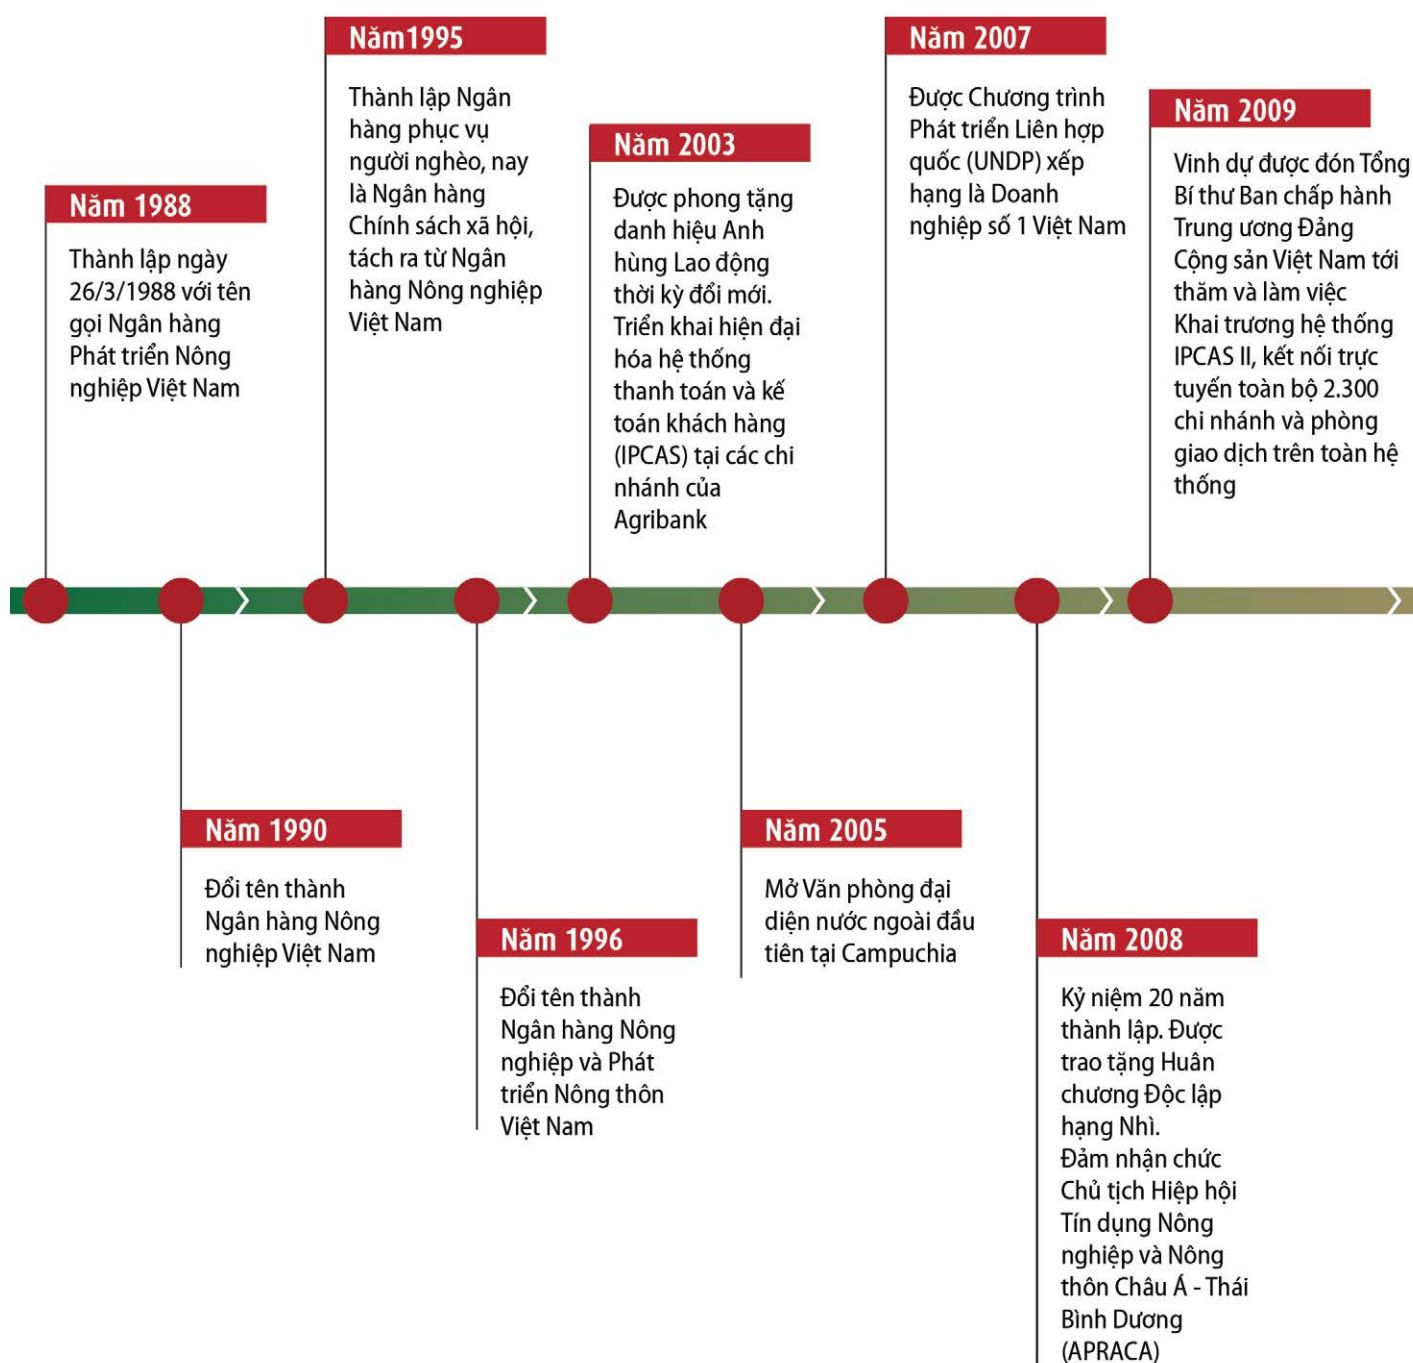 Năm 1988
Thành lập ngày
26/3/1988 với tên
gọi Ngân hàng
Phát triển Nông
nghiệp Việt Nam
Năm 1990
Đổi tên thành
Ngân hàng Nông
nghiệp Việt Nam
Năm1995
Thành lập Ngân
hàng phục vụ
người nghèo, nay
là Ngân hàng
Chính sách xã hội,
tách ra từ Ngân
hàng Nông nghiệp
Việt Nam
Năm 1996
Đổi tên thành
Ngân hàng Nông
nghiệp và Phát
triển Nông thôn
Việt Nam
Năm 2003
Được phong tặng
danh hiệu Anh
hùng Lao động
thời kỳ đổi mới.
Triển khai hiện đại
hóa hệ thống
thanh toán và kế
toán khách hàng
(IPCAS) tại các chi
nhánh của
Agribank
Năm 2005
Mở Văn phòng đại
diện nước ngoài đầu
tiên tại Campuchia
Năm 2007
Được Chương trình
Phát triển Liên hợp
quốc (UNDP) xếp
hạng là Doanh
nghiệp số 1 Việt Nam
Năm 2008
Kỷ niệm 20 năm
thành lập. Được
trao tặng Huân
chương Độc lập
hạng Nhì.
Đảm nhận chức
Chủ tịch Hiệp hội
Tín dụng Nông
nghiệp và Nông
thôn Châu Á - Thái
Bình Dương
(APRACA)
Năm 2009
Vinh dự được đón Tổng
Bí thư Ban chấp hành
Trung ương Đảng
Cộng sản Việt Nam tới
thăm và làm việc
Khai trương hệ thống
IPCAS II, kết nối trực
tuyến toàn bộ 2.300
chi nhánh và phòng
giao dịch trên toàn hệ
thống